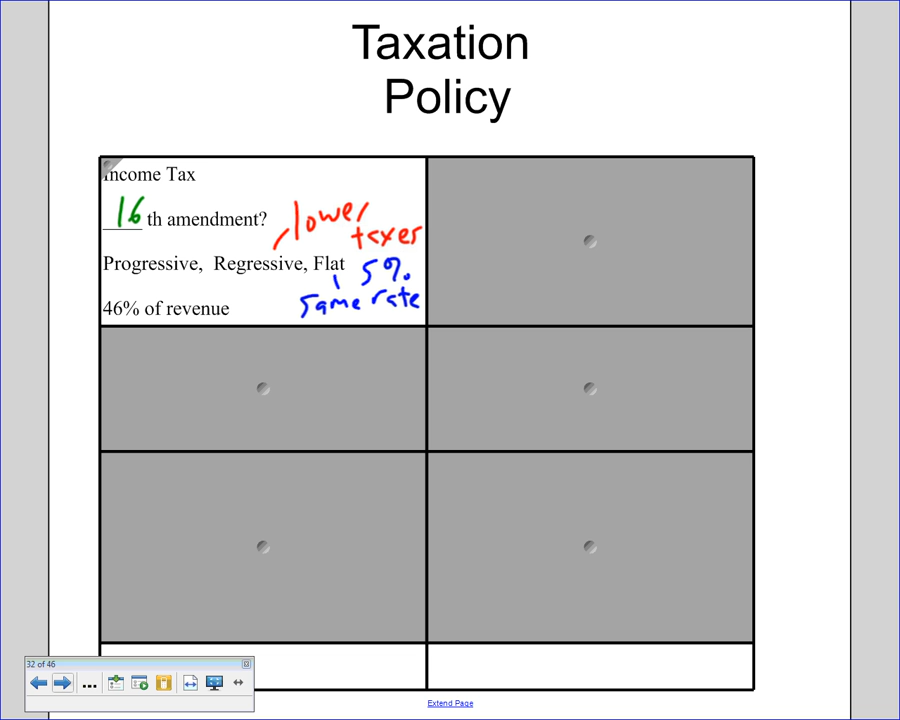 Taxation
Policy
Income Tax
16 th amendment?
lower
taxes
Progressive, Regressive, Flat
5%
same rate
46% of revenue
32 of 46
...
Extend Page